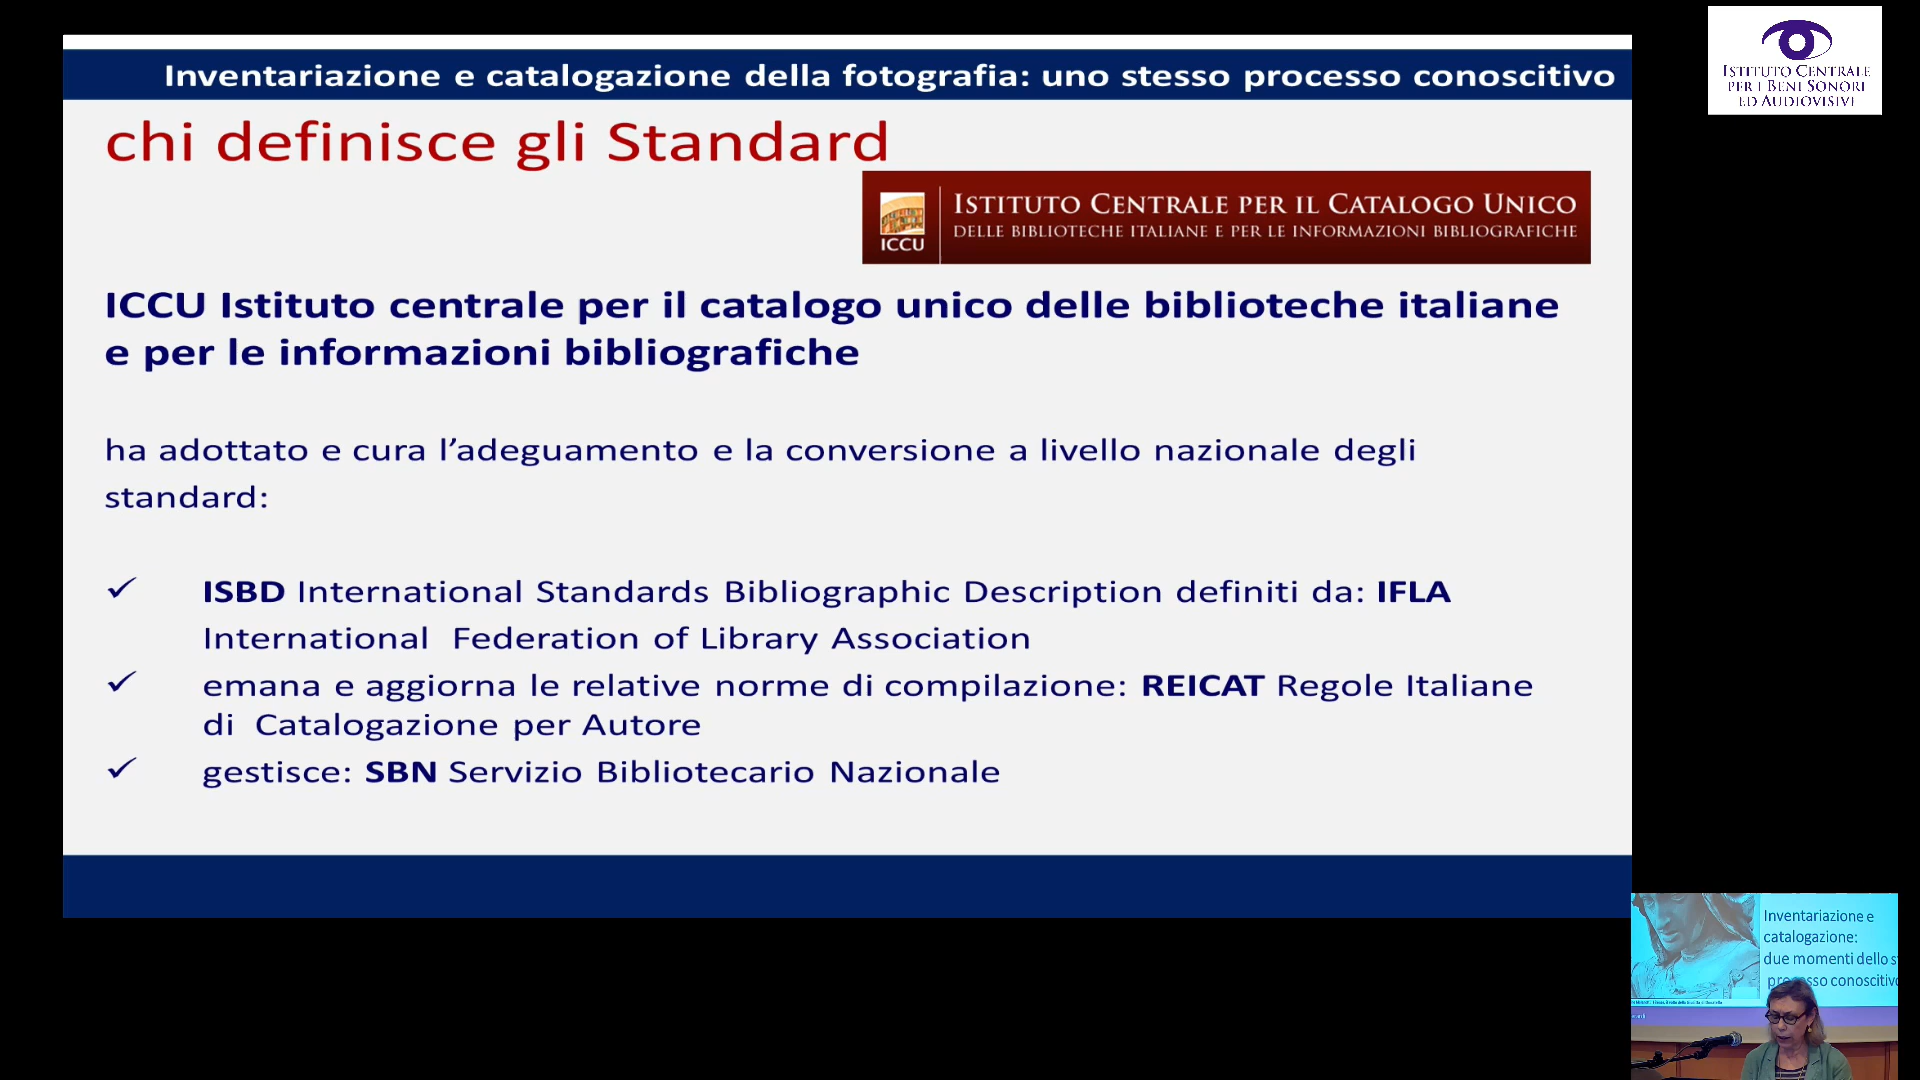 Inventariazione e catalogazione della fotografia: uno stesso processo conoscitivo
ISTITUTO CENTRALE
PER I BENI SONORI
ED AUDIOVISIVI
chi definisce gli Standard
ICCU
ISTITUTO CENTRALE PER IL CATALOGO UNICO
DELLE BIBLIOTECHE ITALIANE E PER LE INFORMAZIONI BIBLIOGRAFICHE
ICCU Istituto centrale per il catalogo unico delle biblioteche italiane
e per le informazioni bibliografiche
ha adottato e cura l’adeguamento e la conversione a livello nazionale degli
standard:
✓ ISBD International Standards Bibliographic Description definiti da: IFLA
International Federation of Library Association
✓ emana e aggiorna le relative norme di compilazione: REICAT Regole Italiane
di Catalogazione per Autore
✓ gestisce: SBN Servizio Bibliotecario Nazionale
Inventariazione e
catalogazione:
due momenti dello s
conoscitivo